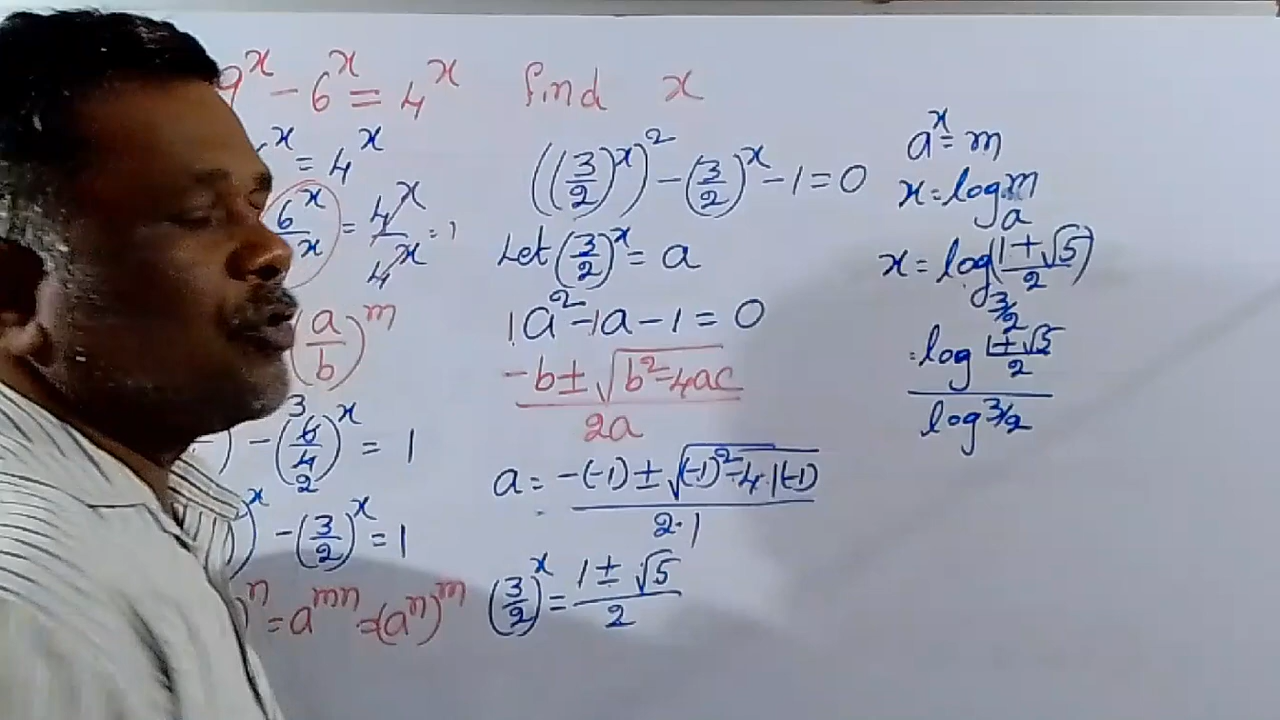 9^x - 6^x = 4^x find x
^x = 4^x
6^x/^x = 4^x/4^x = 1
(a/b)^m
) - (6/4)^x = 1
3
2
)^x - (3/2)^x = 1
)^n = a^mn = (a^n)^m
((3/2)^x)^2 - (3/2)^x - 1 = 0
Let (3/2)^x = a
1a^2 - 1a - 1 = 0
-b ± √(b^2 - 4ac) / 2a
a = -(-1) ± √((-1)^2 - 4·1(-1)) / 2·1
(3/2)^x = 1 ± √5 / 2
a^x = m
x = log_a m
x = log_3/2 (1 ± √5 / 2)
= log 1 ± √5 / 2
log 3/2